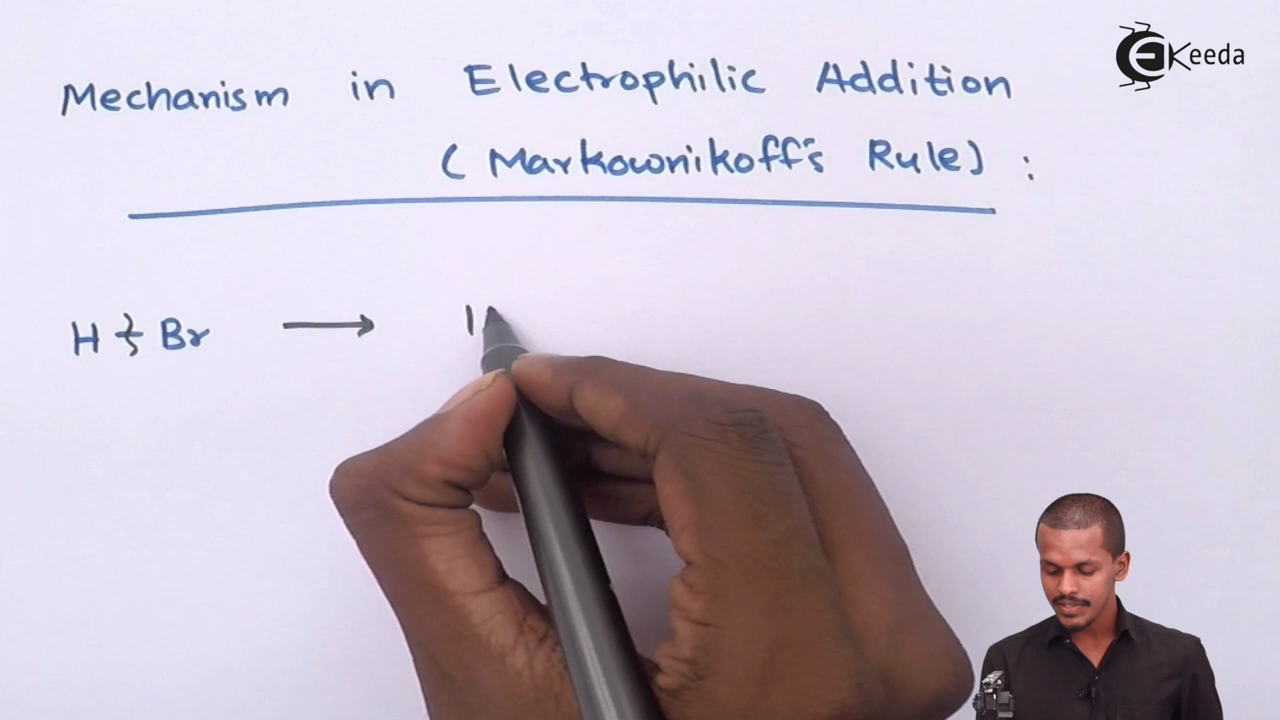 Ekeeda
Mechanism in Electrophilic Addition
(Markownikoff's Rule) :
H Br ⟶